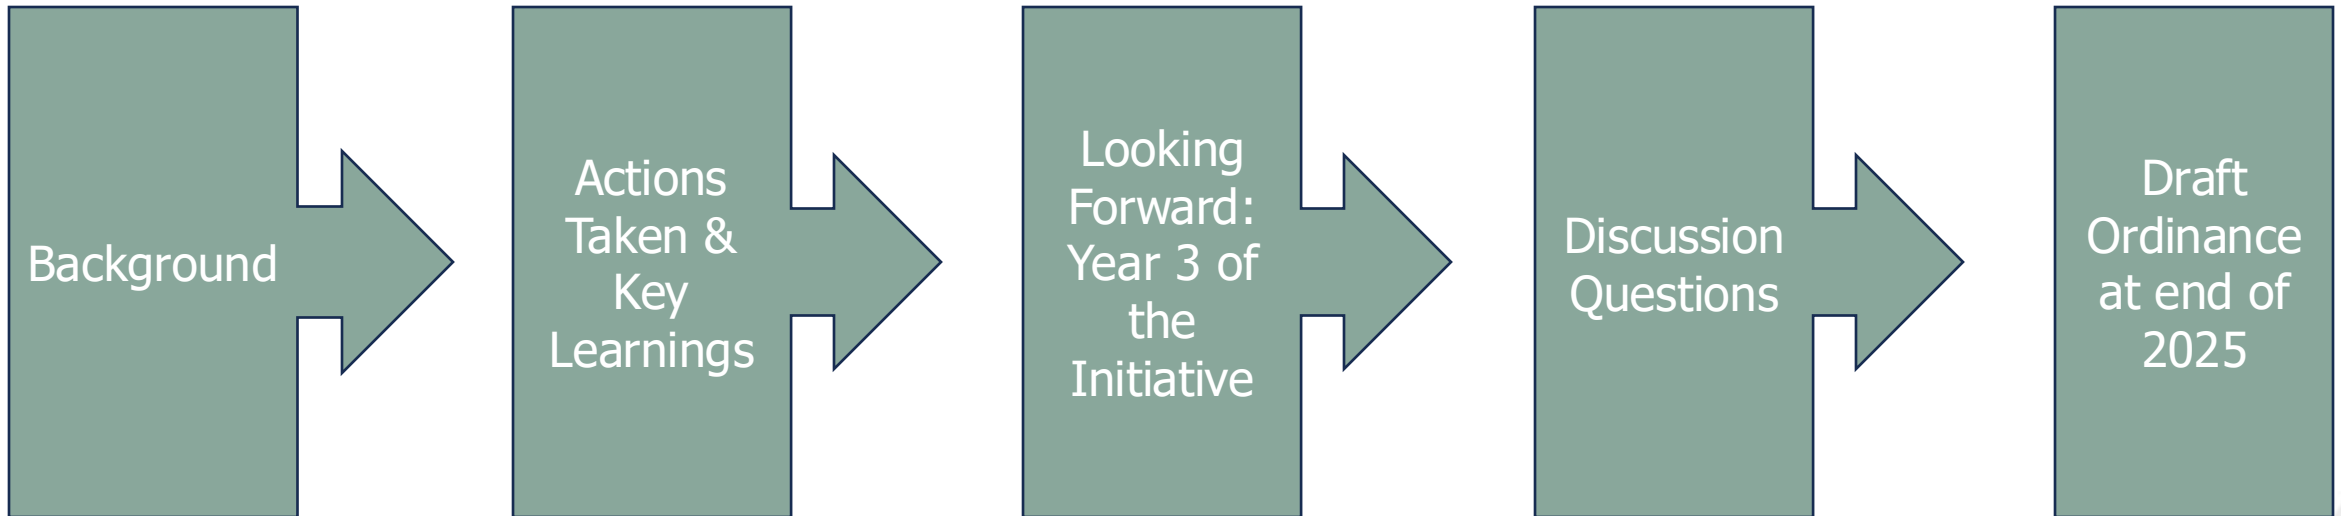 Background
Actions
Taken &
Key
Learnings
Looking
Forward:
Year 3 of
the
Initiative
Discussion
Questions
Draft
Ordinance
at end of
2025